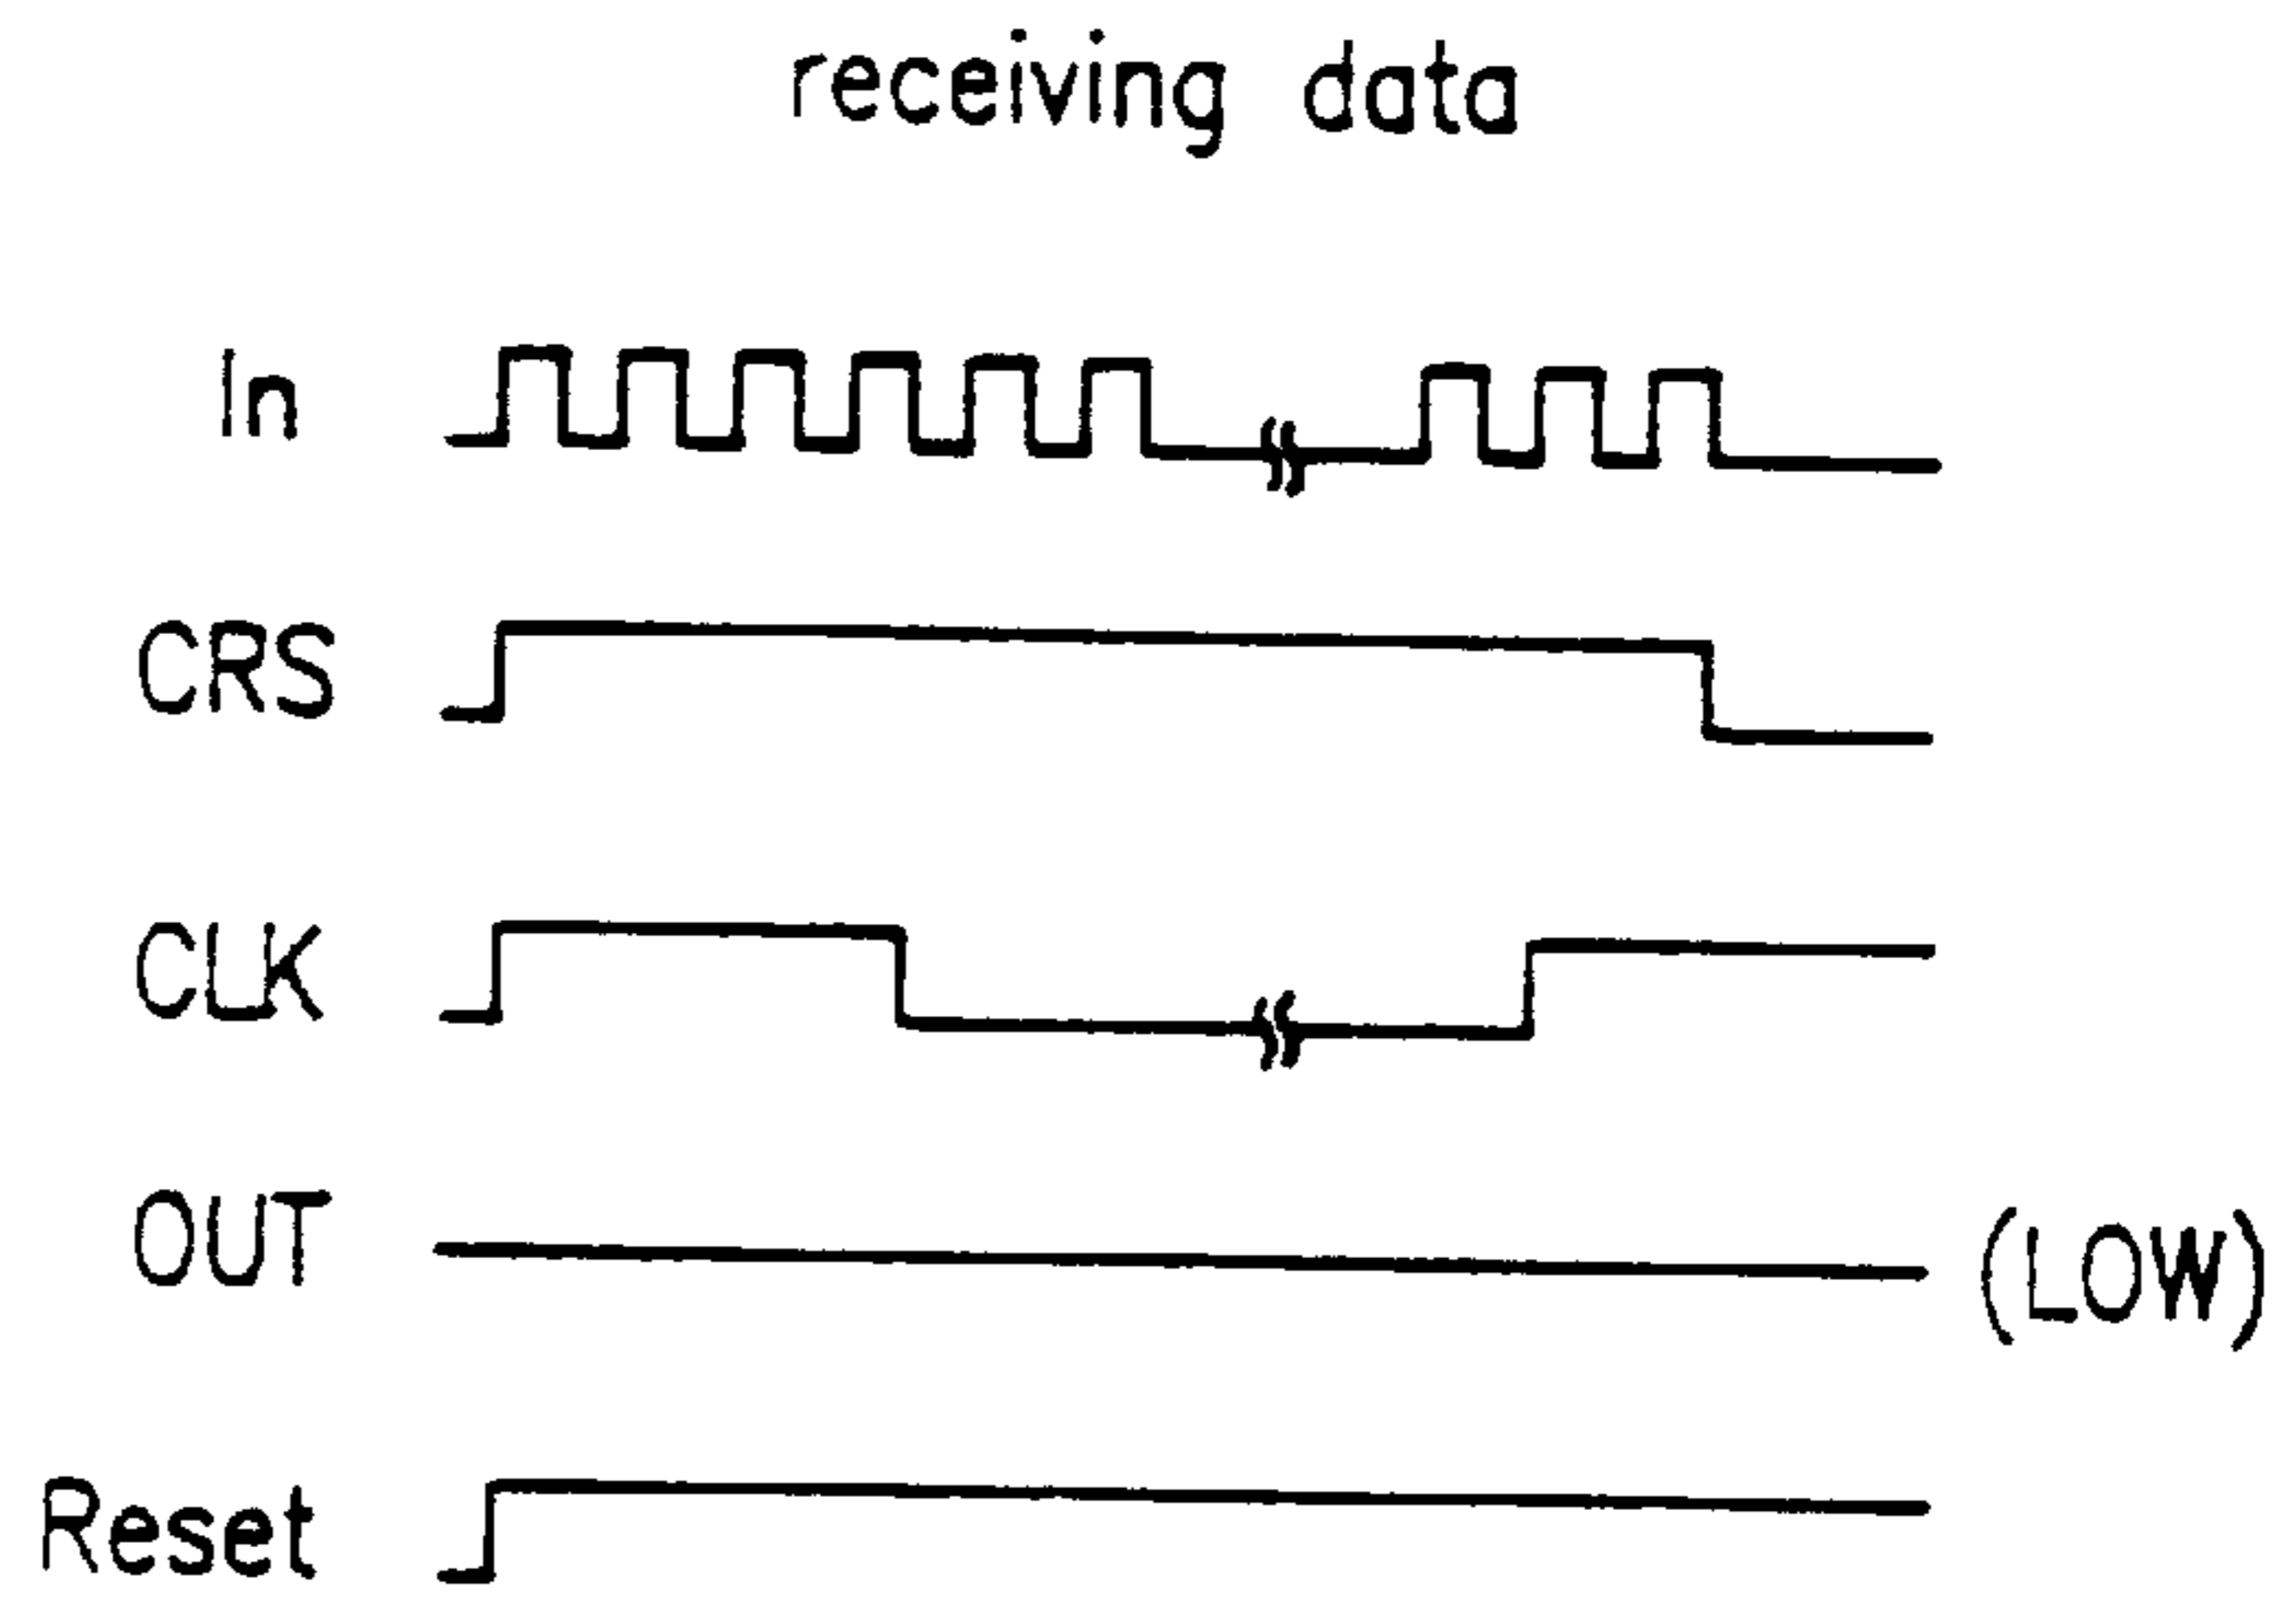 receiving data
In
CRS
CLK
OUT (LOW)
Reset